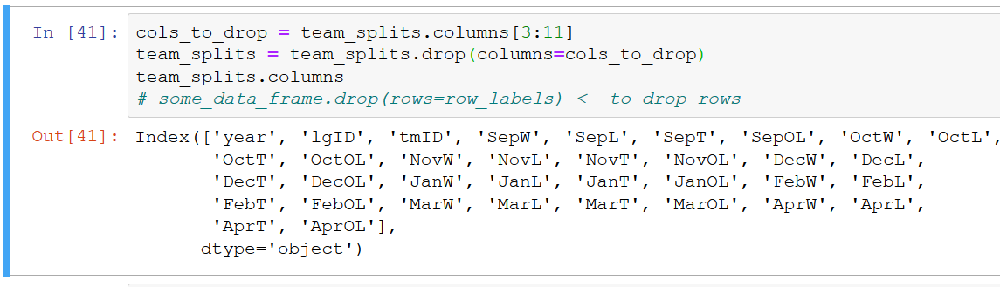 In [41]: cols_to_drop = team_splits.columns[3:11]
team_splits = team_splits.drop(columns=cols_to_drop)
team_splits.columns
# some_data_frame.drop(rows=row_labels) <- to drop rows
Out[41]: Index(['year', 'lgID', 'tmID', 'SepW', 'SepL', 'SepT', 'SepOL', 'OctW', 'OctL',
'OctT', 'OctOL', 'NovW', 'NovL', 'NovT', 'NovOL', 'DecW', 'DecL',
'DecT', 'DecOL', 'JanW', 'JanL', 'JanT', 'JanOL', 'FebW', 'FebL',
'FebT', 'FebOL', 'MarW', 'MarL', 'MarT', 'MarOL', 'AprW', 'AprL',
'AprT', 'AprOL'],
dtype='object')